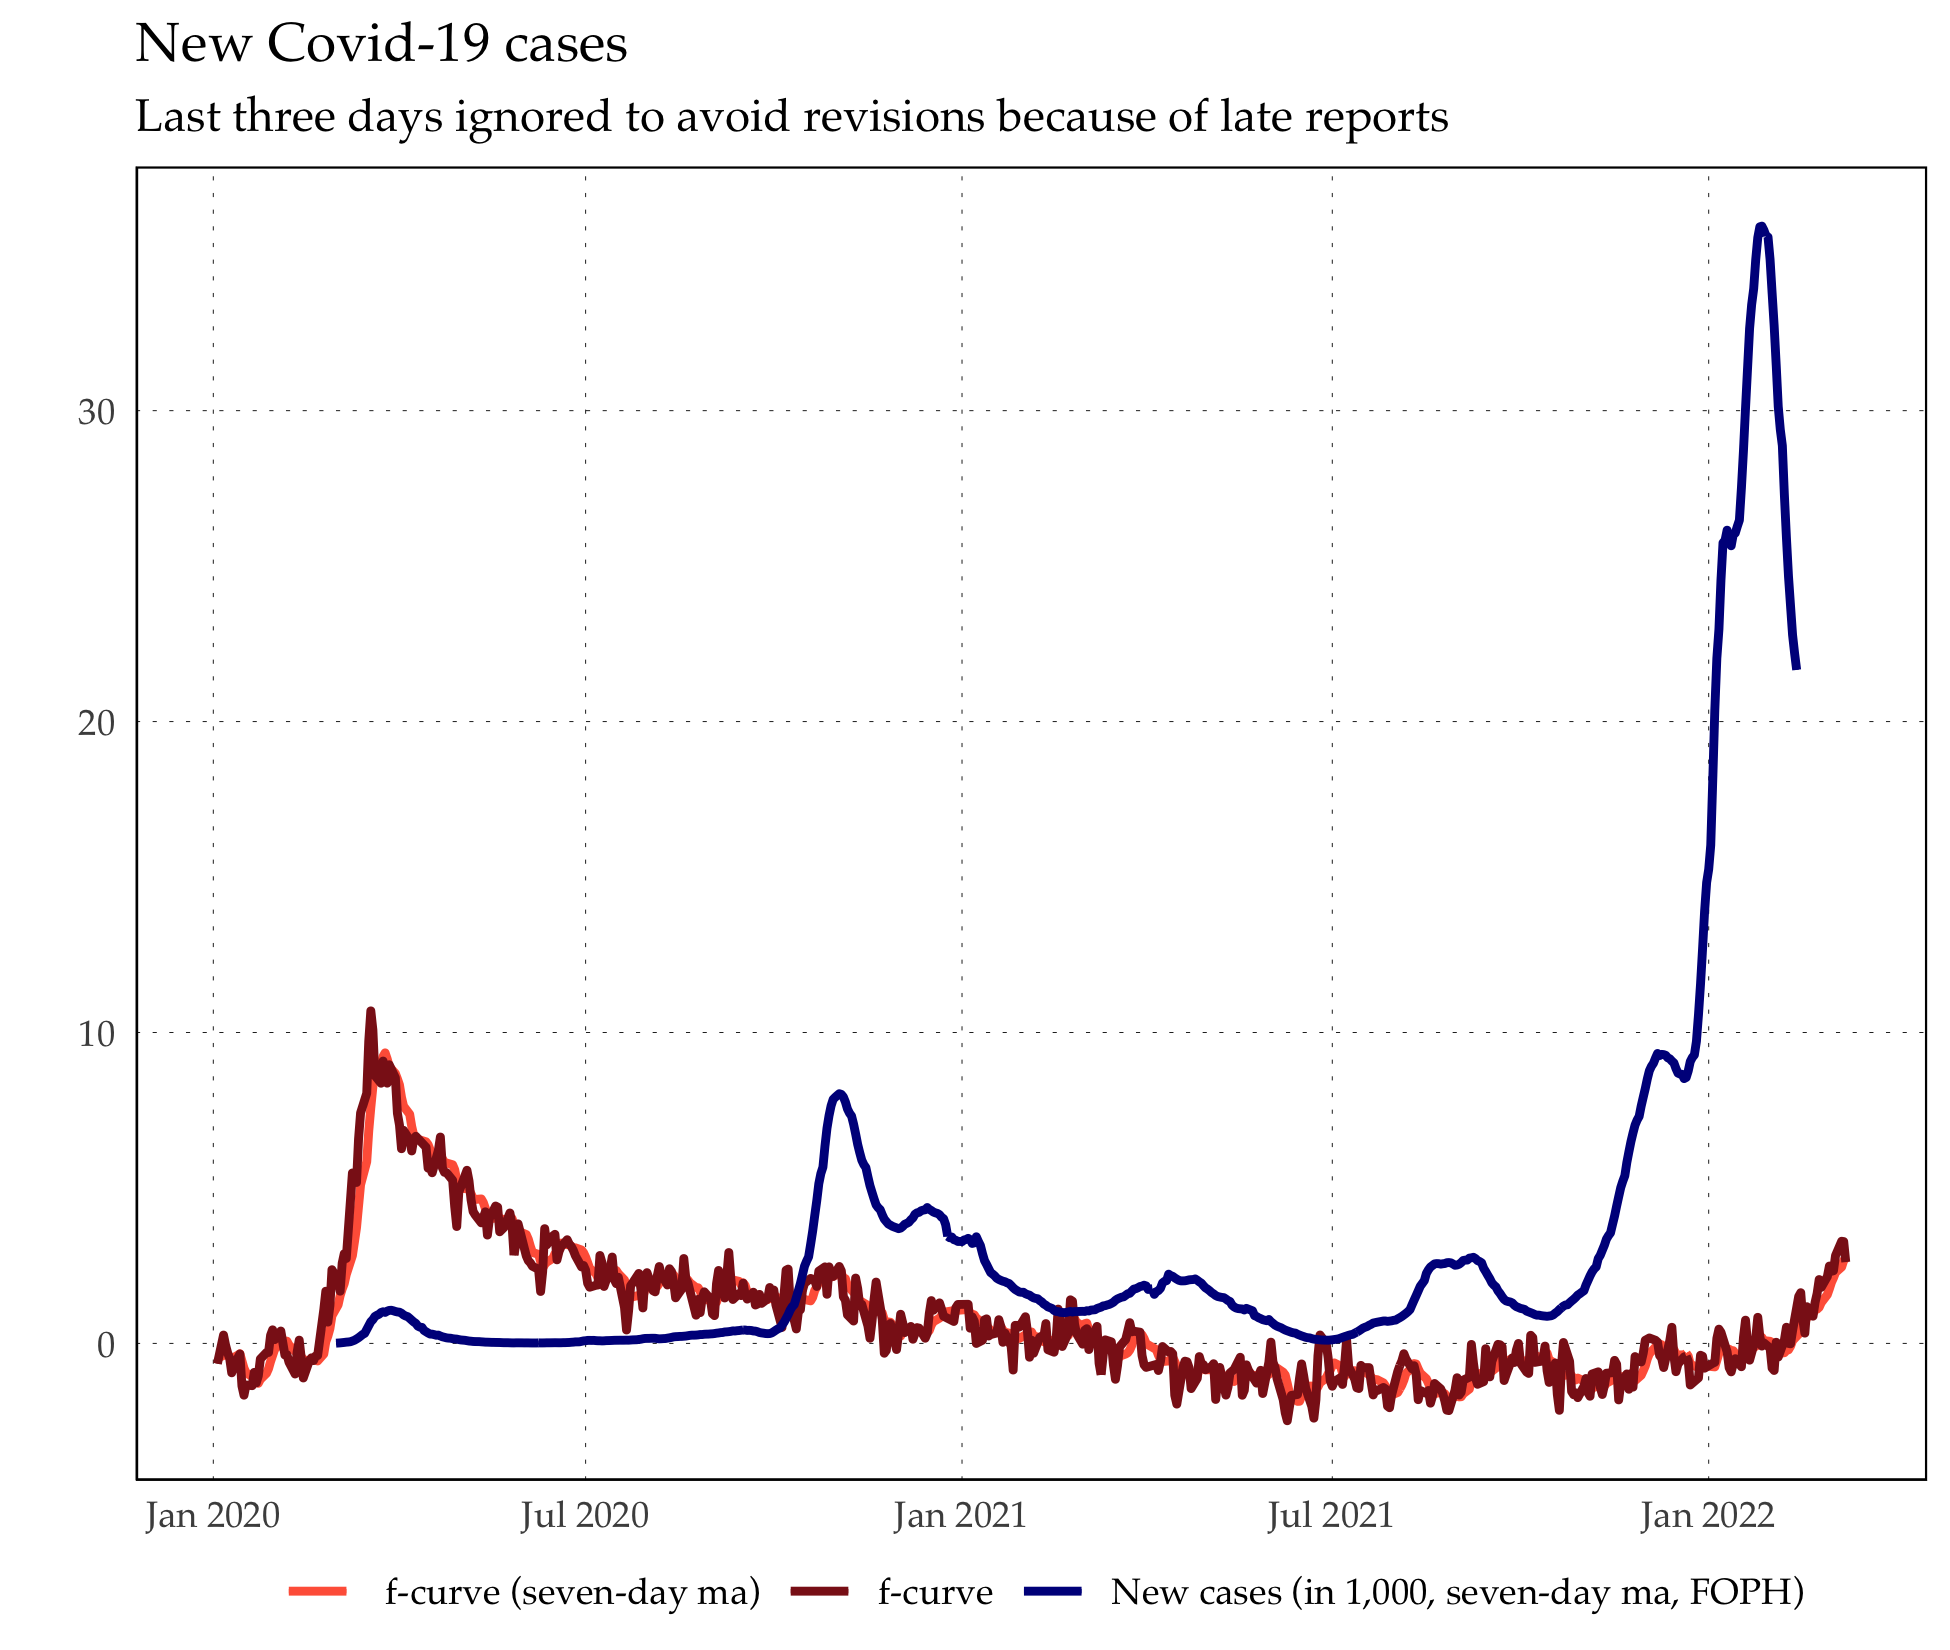 New Covid-19 cases
Last three days ignored to avoid revisions because of late reports
30
20
10
0
Jan 2020 Jul 2020 Jan 2021 Jul 2021 Jan 2022
f-curve (seven-day ma) f-curve New cases (in 1,000, seven-day ma, FOPH)